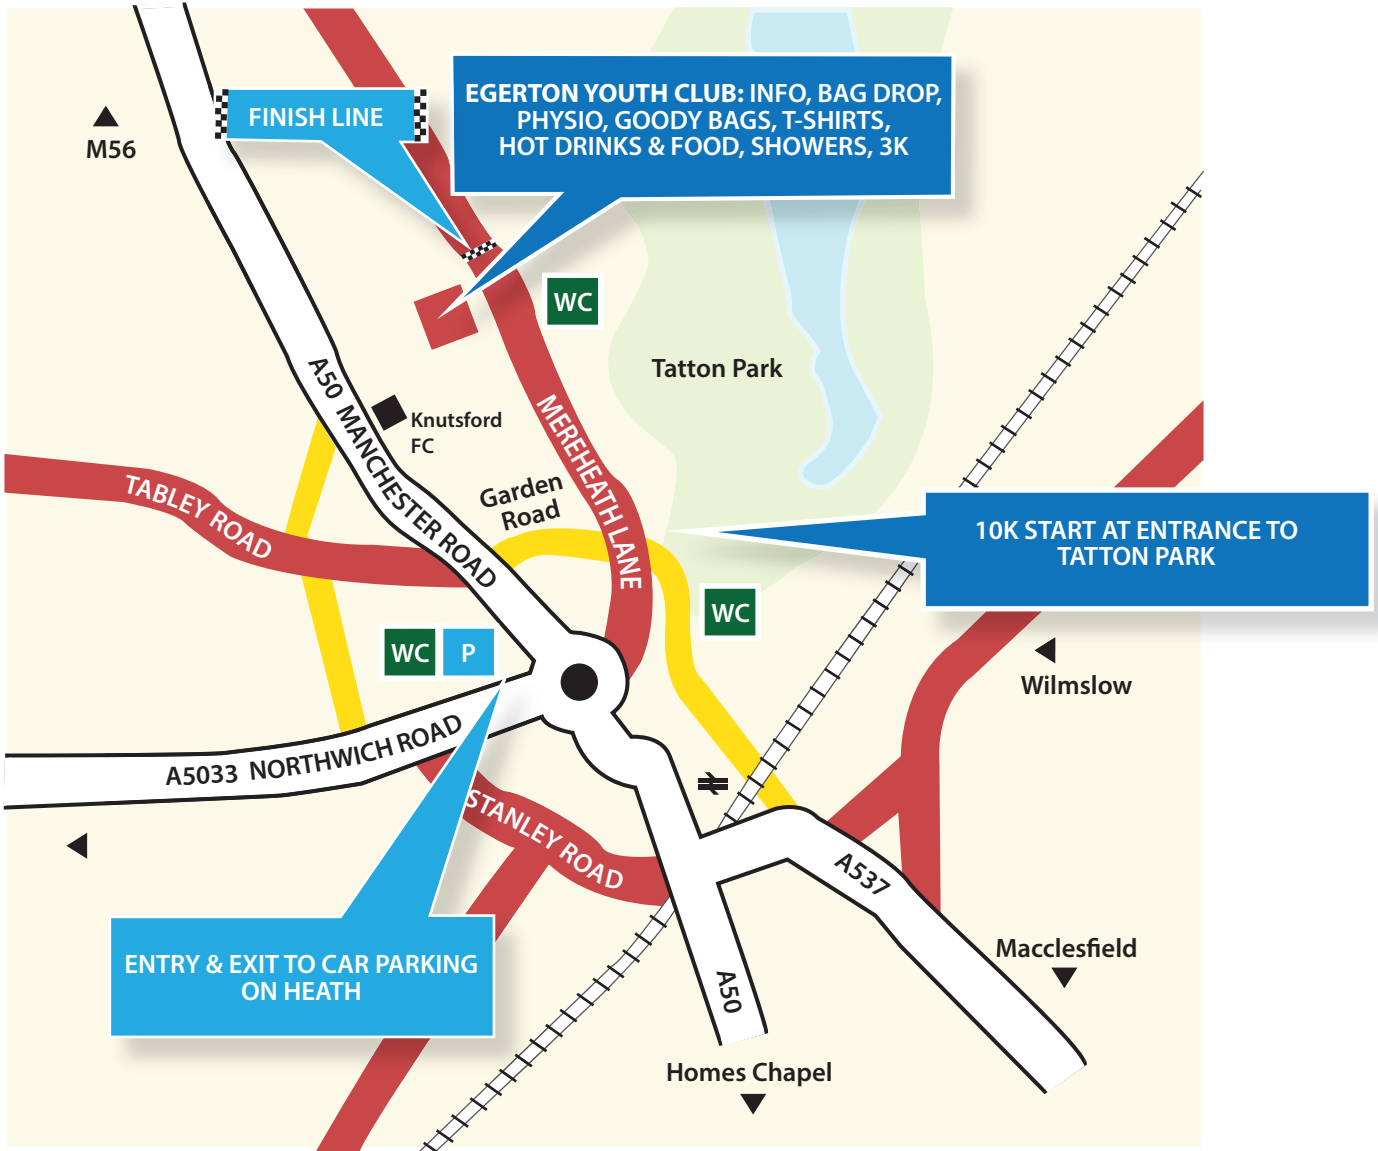 EGERTON YOUTH CLUB: INFO, BAG DROP,
PHYSIO, GOODY BAGS, T-SHIRTS,
HOT DRINKS & FOOD, SHOWERS, 3K
FINISH LINE
M56
WC
Tatton Park
A50 MANCHESTER ROAD
Knutsford
FC
MEREHEATH LANE
Garden
Road
TABLEY ROAD
10K START AT ENTRANCE TO
TATTON PARK
WC
WC
P
Wilmslow
A5033 NORTHWICH ROAD
STANLEY ROAD
A537
Macclesfield
ENTRY & EXIT TO CAR PARKING
ON HEATH
A50
Homes Chapel